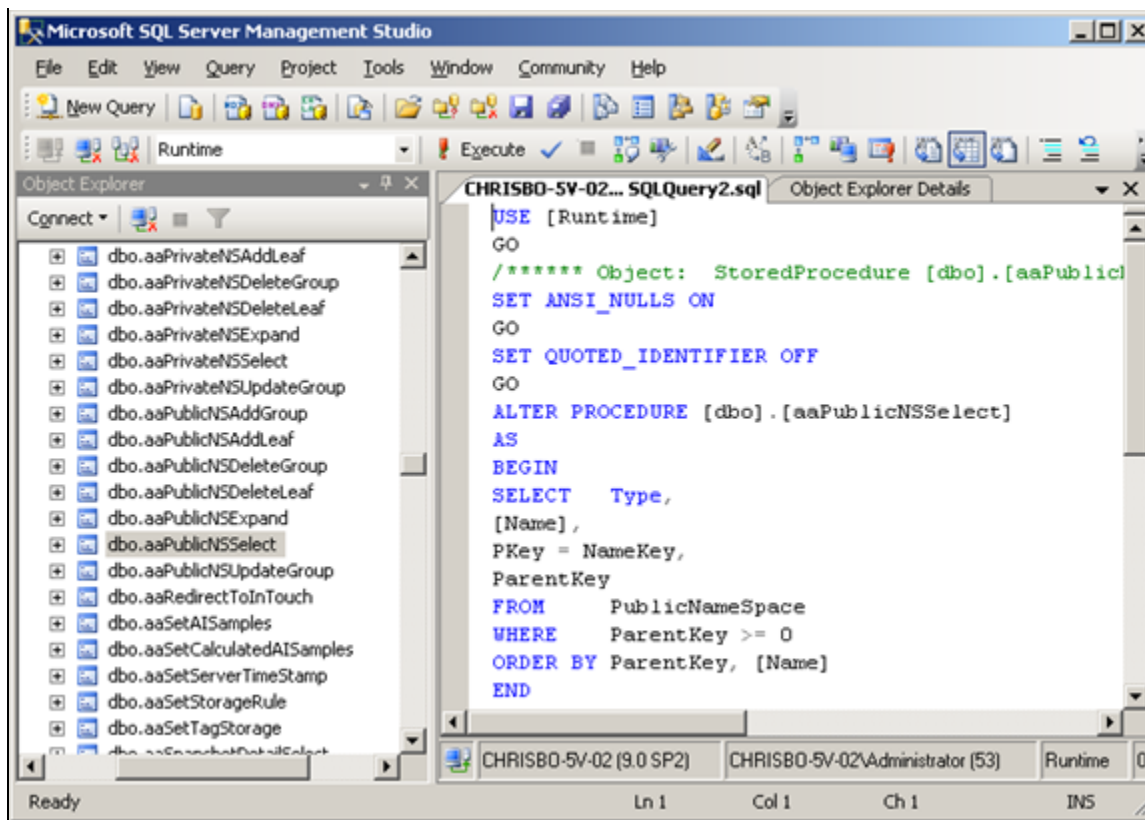 Microsoft SQL Server Management Studio
File Edit View Query Project Tools Window Community Help
New Query
Runtime Execute
Object Explorer
Connect
dbo.aaPrivateNSAddLeaf
dbo.aaPrivateNSDeleteGroup
dbo.aaPrivateNSDeleteLeaf
dbo.aaPrivateNSExpand
dbo.aaPrivateNSSelect
dbo.aaPrivateNSUpdateGroup
dbo.aaPublicNSAddGroup
dbo.aaPublicNSAddLeaf
dbo.aaPublicNSDeleteGroup
dbo.aaPublicNSDeleteLeaf
dbo.aaPublicNSExpand
dbo.aaPublicNSSelect
dbo.aaPublicNSUpdateGroup
dbo.aaRedirectToInTouch
dbo.aaSetAISamples
dbo.aaSetCalculatedAISamples
dbo.aaSetServerTimeStamp
dbo.aaSetStorageRule
dbo.aaSetTagStorage
dbo.aaSnapshotDetailSelect
CHRISBO-5V-02... SQLQuery2.sql Object Explorer Details
USE [Runtime]
GO
/****** Object: StoredProcedure [dbo].[aaPublic
SET ANSI_NULLS ON
GO
SET QUOTED_IDENTIFIER OFF
GO
ALTER PROCEDURE [dbo].[aaPublicNSSelect]
AS
BEGIN
SELECT Type,
[Name],
PKey = NameKey,
ParentKey
FROM PublicNameSpace
WHERE ParentKey >= 0
ORDER BY ParentKey, [Name]
END
CHRISBO-5V-02 (9.0 SP2) CHRISBO-5V-02\Administrator (53) Runtime
Ready Ln 1 Col 1 Ch 1 INS